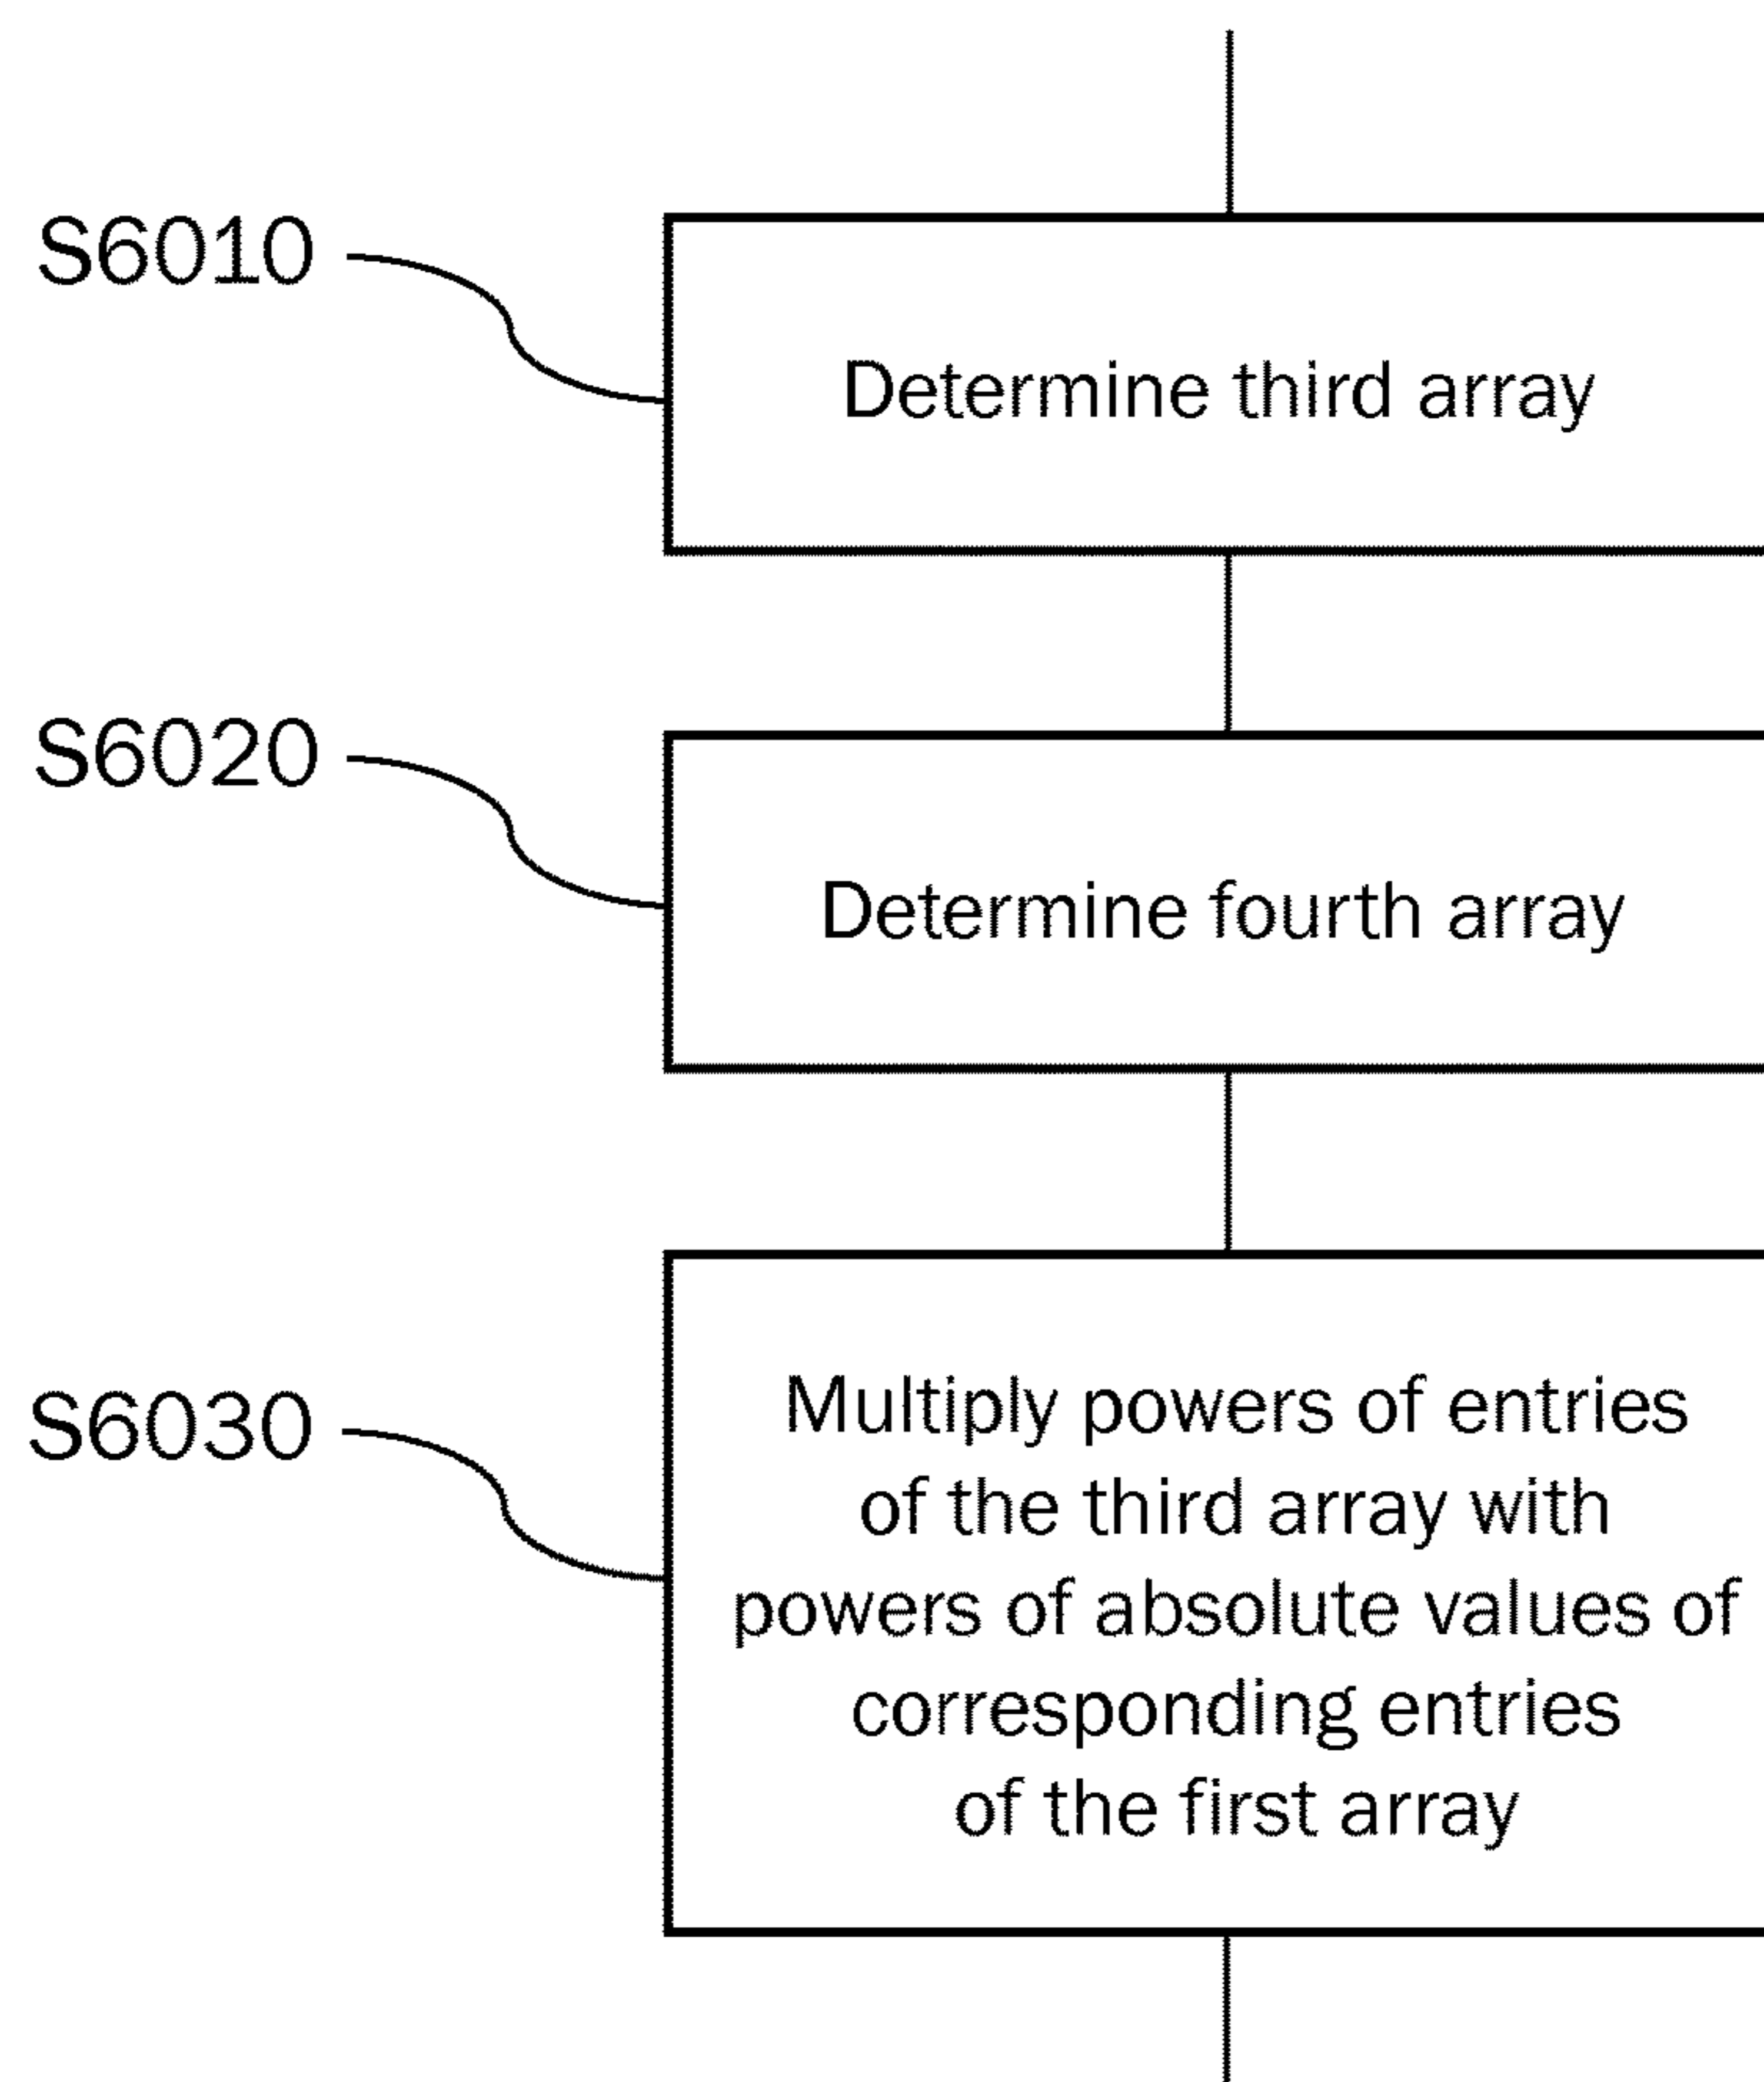 S6010
Determine third array
S6020
Determine fourth array
S6030
Multiply powers of entries
of the third array with
powers of absolute values of
corresponding entries
of the first array